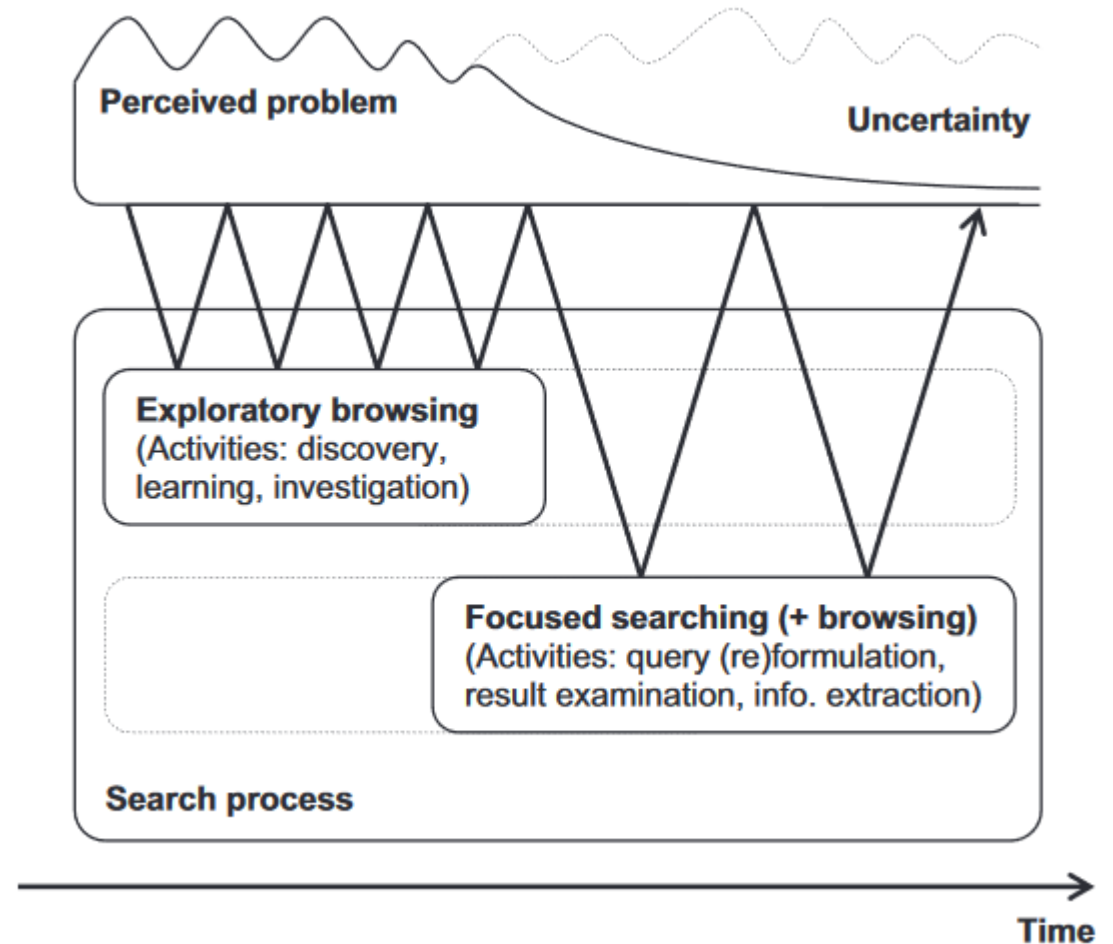 Perceived problem
Uncertainty
Exploratory browsing
(Activities: discovery,
learning, investigation)
Focused searching (+ browsing)
(Activities: query (re)formulation,
result examination, info. extraction)
Search process
Time